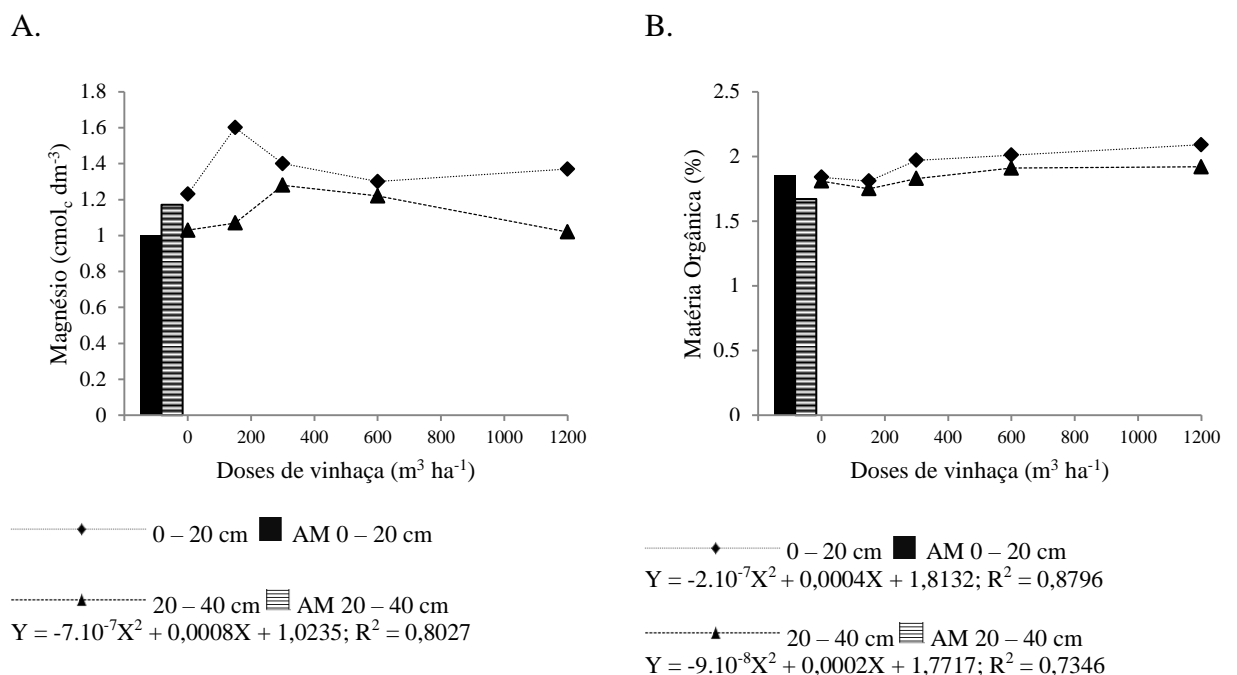 A.
1.8
1.6
1.4
1.2
1
0.8
0.6
0.4
0.2
0
Magnésio (cmol_c dm⁻³)
0 200 400 600 800 1000 1200
Doses de vinhaça (m³ ha⁻¹)
0 – 20 cm AM 0 – 20 cm
20 – 40 cm AM 20 – 40 cm
Y = -7.10⁻⁷X² + 0,0008X + 1,0235; R² = 0,8027
B.
2.5
2
1.5
1
0.5
0
Matéria Orgânica (%)
0 200 400 600 800 1000 1200
Doses de vinhaça (m³ ha⁻¹)
0 – 20 cm AM 0 – 20 cm
Y = -2.10⁻⁷X² + 0,0004X + 1,8132; R² = 0,8796
20 – 40 cm AM 20 – 40 cm
Y = -9.10⁻⁸X² + 0,0002X + 1,7717; R² = 0,7346